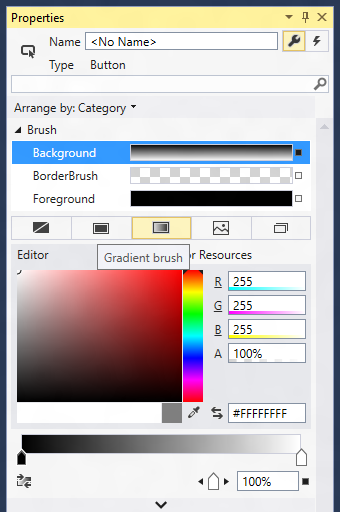 Properties
Name <No Name>
Type Button
Arrange by: Category
Brush
Background
BorderBrush
Foreground
Editor r Resources
Gradient brush
R 255
G 255
B 255
A 100%
#FFFFFFFF
100%